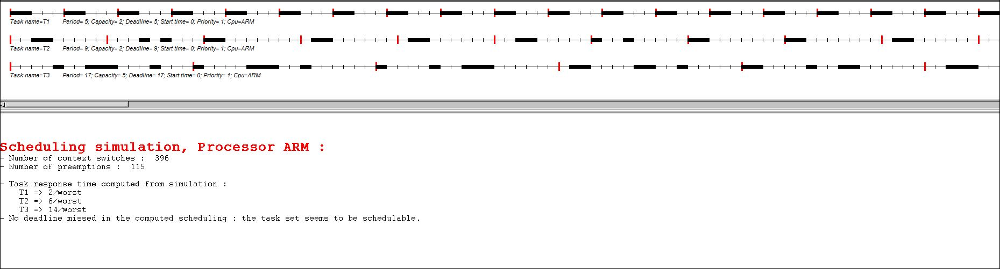 Task name=T1 Period= 5; Capacity= 2; Deadline= 5; Start time= 0; Priority= 1; Cpu=ARM
Task name=T2 Period= 9; Capacity= 2; Deadline= 9; Start time= 0; Priority= 1; Cpu=ARM
Task name=T3 Period= 17; Capacity= 5; Deadline= 17; Start time= 0; Priority= 1; Cpu=ARM
Scheduling simulation, Processor ARM :
- Number of context switches : 396
- Number of preemptions : 115
- Task response time computed from simulation :
T1 => 2/worst
T2 => 6/worst
T3 => 14/worst
- No deadline missed in the computed scheduling : the task set seems to be schedulable.